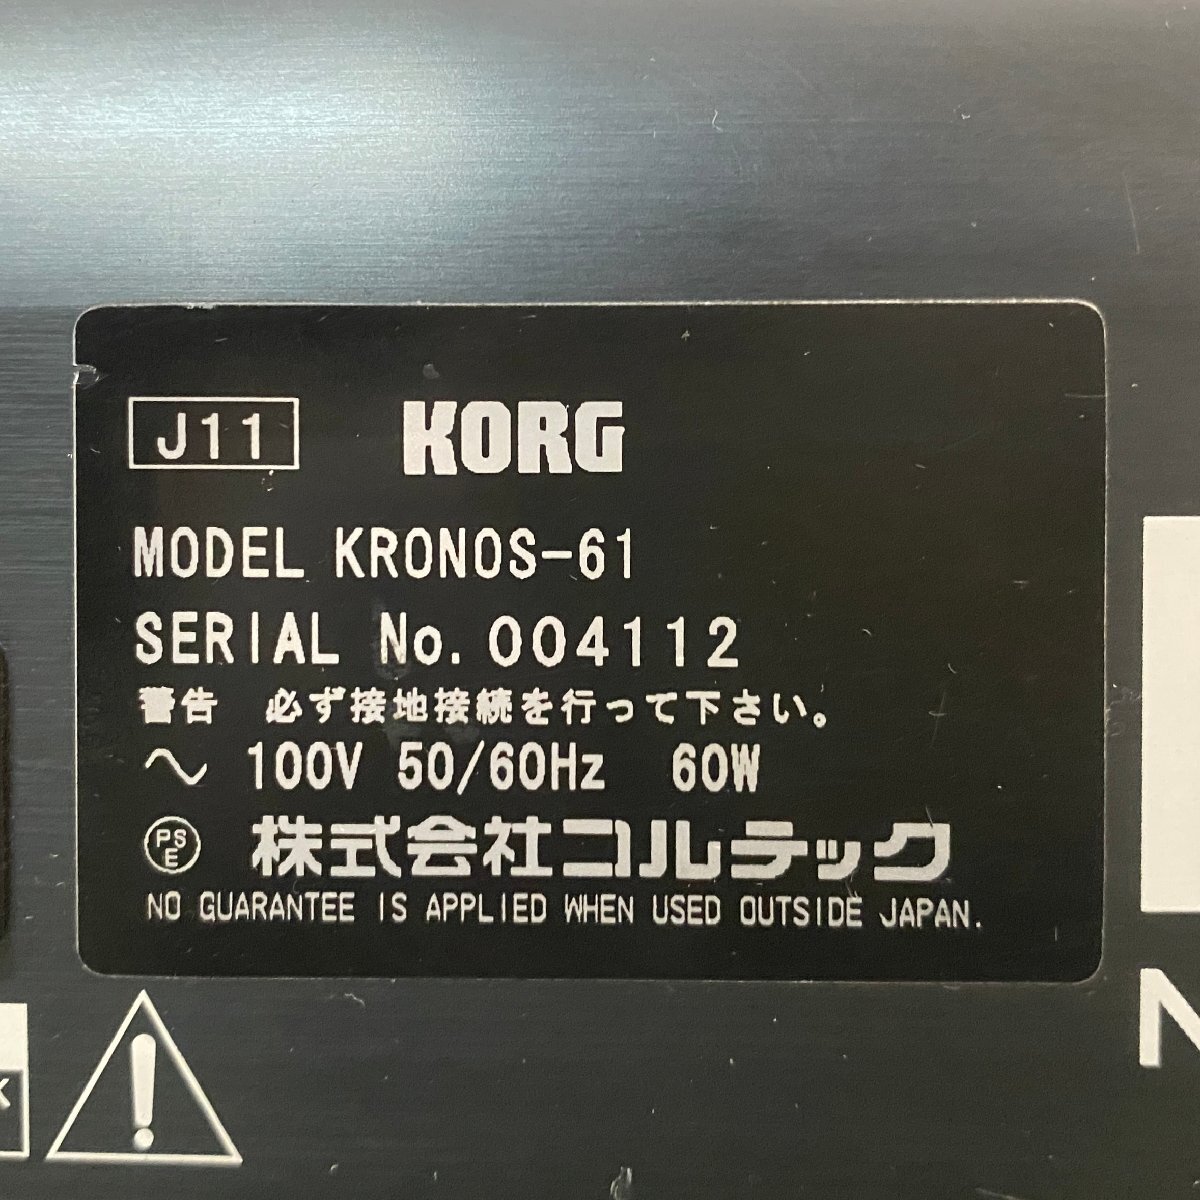 J11 KORG
MODEL KRONOS-61
SERIAL No. 004112
警告 必ず接地接続を行って下さい。
～ 100V 50/60Hz 60W
PSE 株式会社コルテック
NO GUARANTEE IS APPLIED WHEN USED OUTSIDE JAPAN.